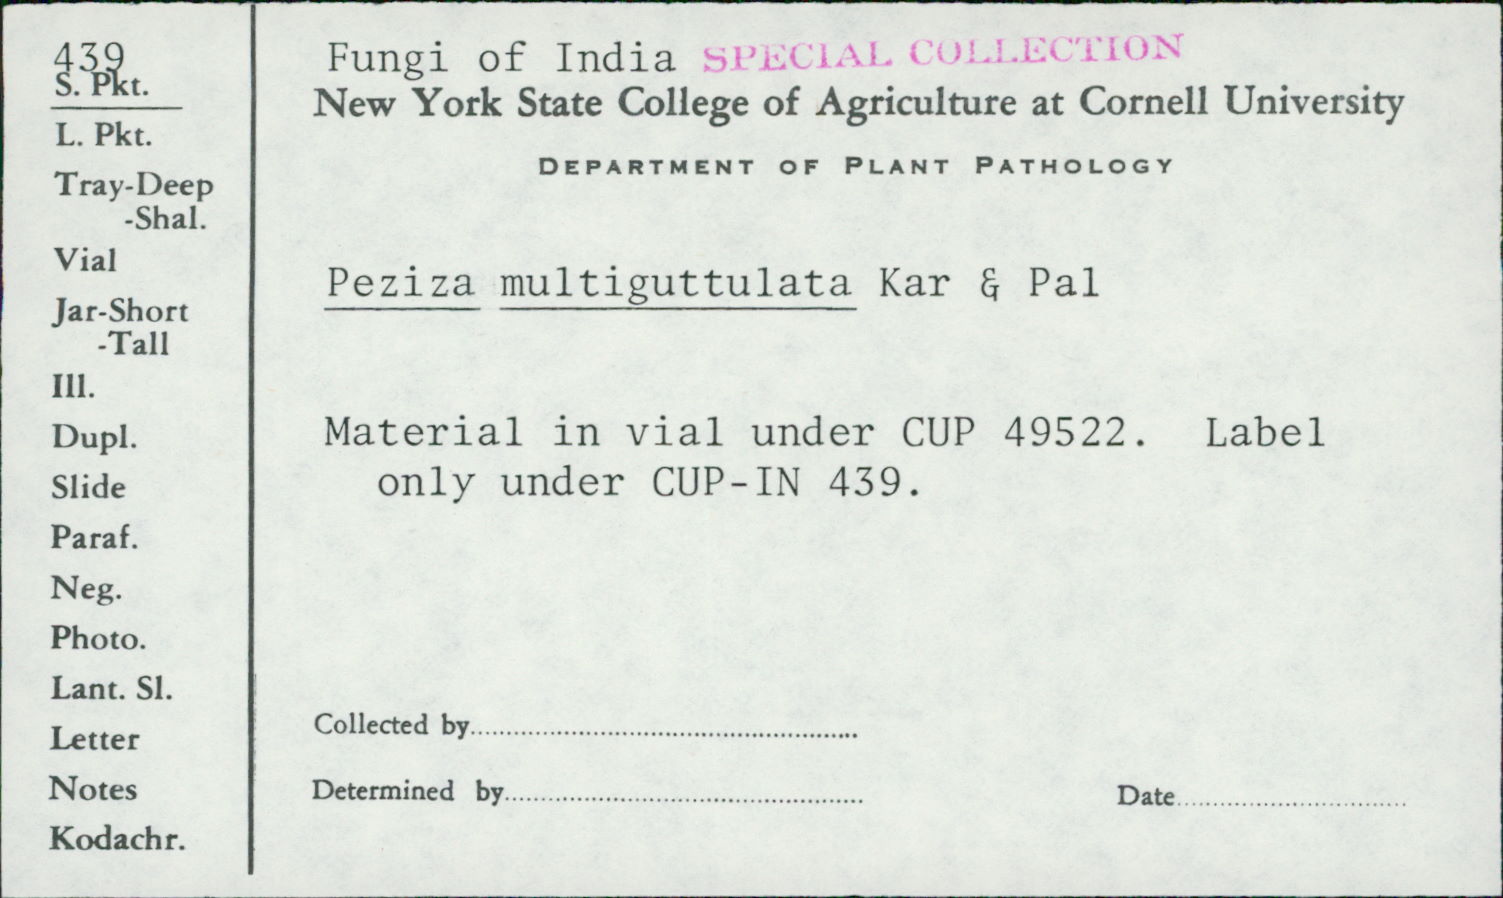 439
S. Pkt.
L. Pkt.
Tray-Deep
-Shal.
Vial
Jar-Short
-Tall
Ill.
Dupl.
Slide
Paraf.
Neg.
Photo.
Lant. Sl.
Letter
Notes
Kodachr.
Fungi of India SPECIAL COLLECTION
New York State College of Agriculture at Cornell University
DEPARTMENT OF PLANT PATHOLOGY
Peziza multiguttulata Kar & Pal
Material in vial under CUP 49522. Label
only under CUP-IN 439.
Collected by
Determined by
Date